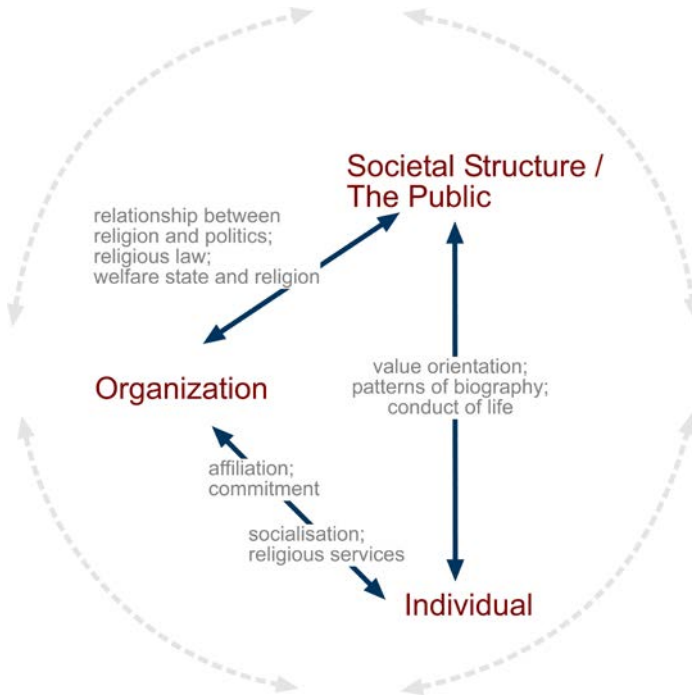 Societal Structure /
The Public
relationship between
religion and politics;
religious law;
welfare state and religion
Organization
value orientation;
patterns of biography;
conduct of life
affiliation;
commitment
socialisation;
religious services
Individual